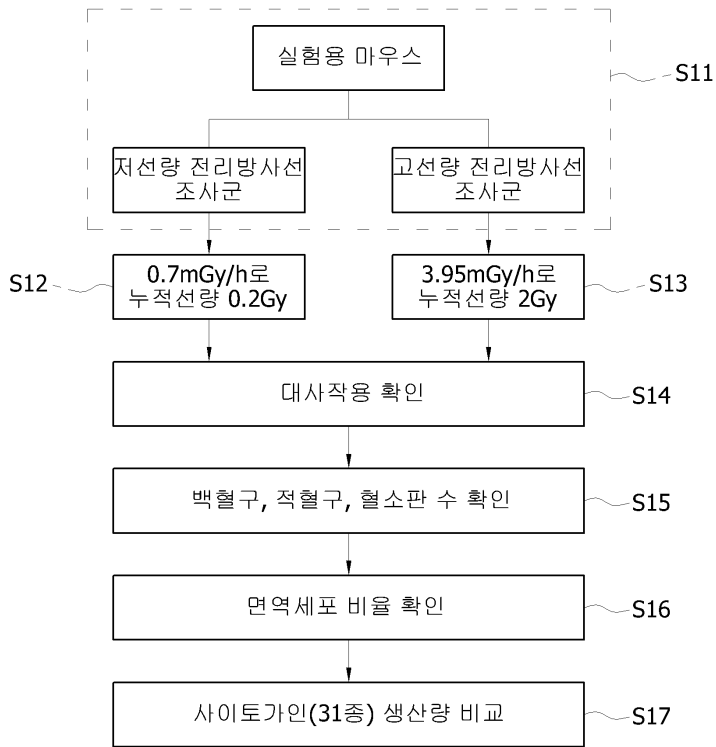 실험용 마우스
S11
저선량 전리방사선
조사군
고선량 전리방사선
조사군
S12
0.7mGy/h로
누적선량 0.2Gy
3.95mGy/h로
누적선량 2Gy
S13
대사작용 확인
S14
백혈구, 적혈구, 혈소판 수 확인
S15
면역세포 비율 확인
S16
사이토가인(31종) 생산량 비교
S17